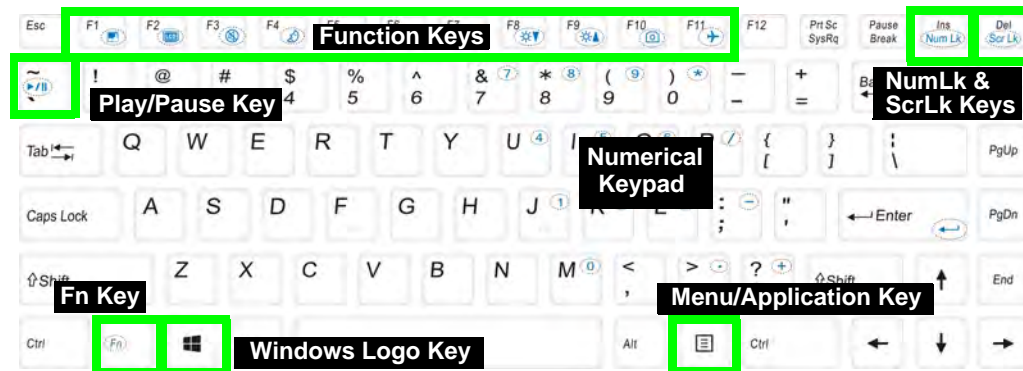 Esc F1 F2 F3 F4 F8 F9 F10 F11 F12 Prt Sc Pause Ins Del
Function Keys SysRq Break Num Lk Scr Lk
~ ! @ # $ % ^ & 7 * 8 ( 9 ) * — +
` 4 5 6 7 8 9 0 - =
Play/Pause Key
NumLk &
ScrLk Keys
Tab Q W E R T Y U 4 / { } ¦ PgUp
[ ] \
Numerical
Keypad
Caps Lock A S D F G H J 1 : - " Enter PgDn
; '
Shift Z X C V B N M 0 < > . ? + Shift End
,
Fn Key
Menu/Application Key
Ctrl Fn Alt Ctrl
Windows Logo Key